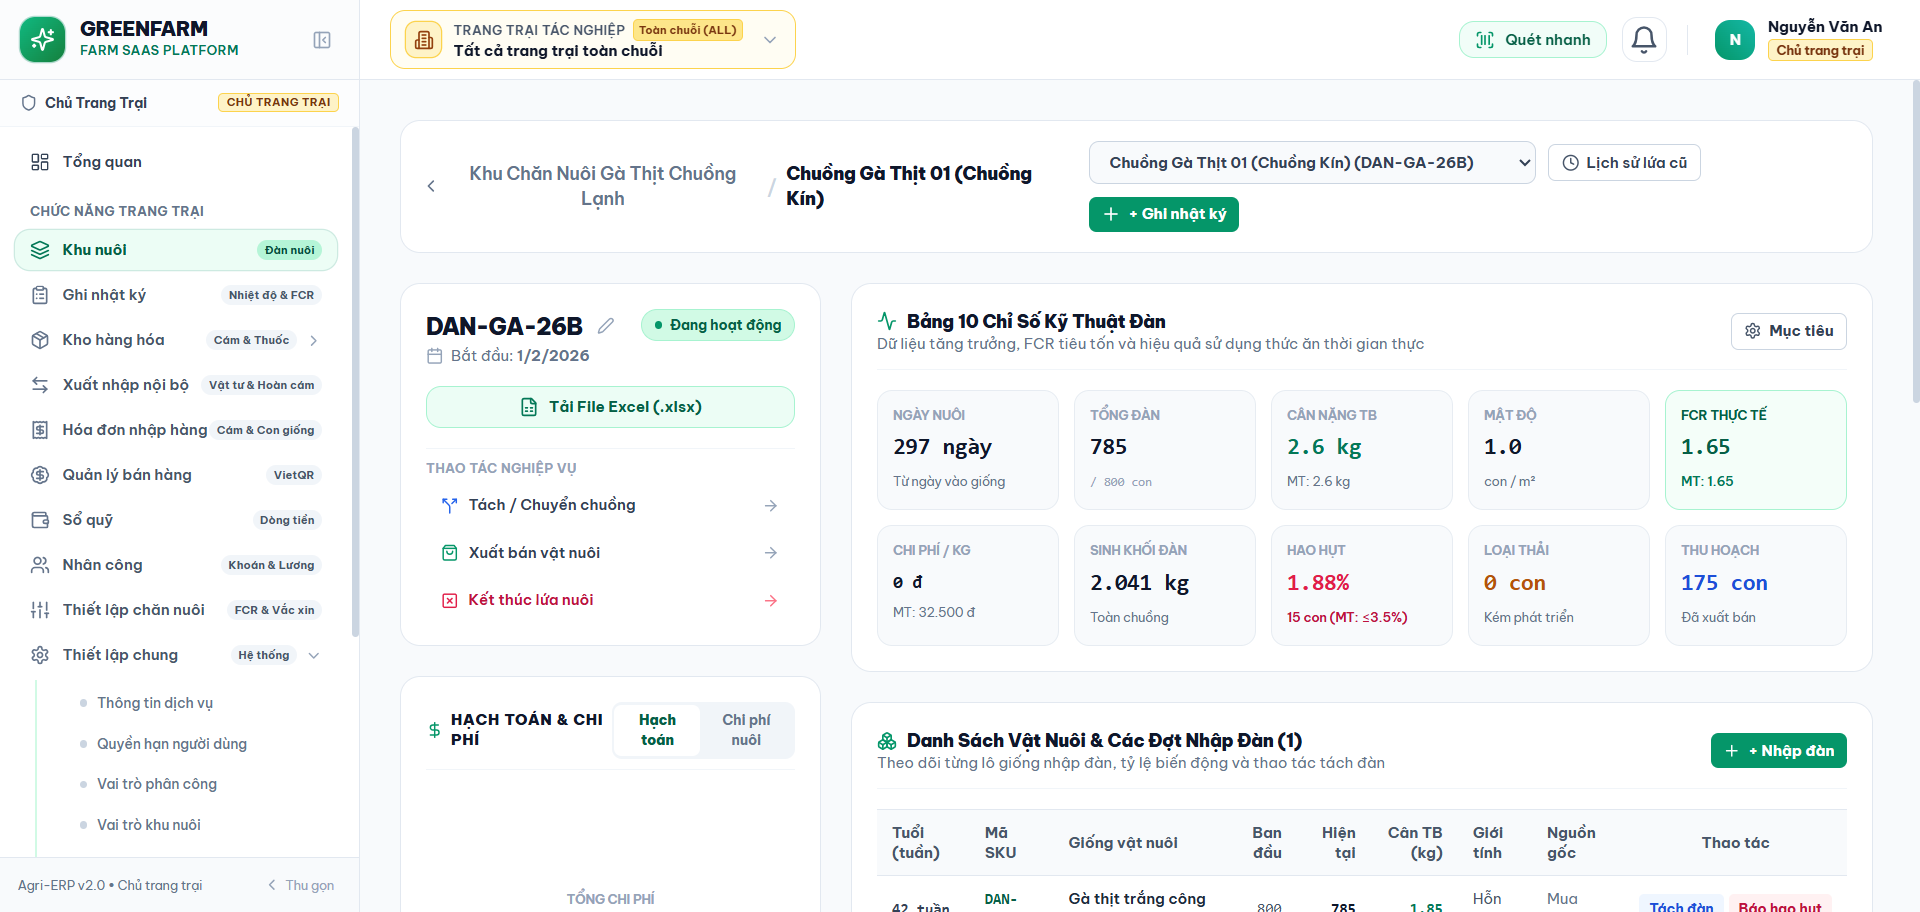 GREENFARM
FARM SAAS PLATFORM
Chủ Trang Trại
CHỦ TRANG TRẠI
Tổng quan
CHỨC NĂNG TRANG TRẠI
Khu nuôi
Đàn nuôi
Ghi nhật ký
Nhiệt độ & FCR
Kho hàng hóa
Cám & Thuốc
Xuất nhập nội bộ
Vật tư & Hoàn cám
Hóa đơn nhập hàng
Cám & Con giống
Quản lý bán hàng
VietQR
Sổ quỹ
Dòng tiền
Nhân công
Khoán & Lương
Thiết lập chăn nuôi
FCR & Vắc xin
Thiết lập chung
Hệ thống
Thông tin dịch vụ
Quyền hạn người dùng
Vai trò phân công
Vai trò khu nuôi
Agri-ERP v2.0 • Chủ trang trại
Thu gọn
TRANG TRẠI TÁC NGHIỆP
Toàn chuỗi (ALL)
Tất cả trang trại toàn chuỗi
Quét nhanh
N
Nguyễn Văn An
Chủ trang trại
Khu Chăn Nuôi Gà Thịt Chuồng Lạnh
/
Chuồng Gà Thịt 01 (Chuồng Kín)
Chuồng Gà Thịt 01 (Chuồng Kín) (DAN-GA-26B)
Lịch sử lứa cũ
+ Ghi nhật ký
DAN-GA-26B
Đang hoạt động
Bắt đầu: 1/2/2026
Tải File Excel (.xlsx)
THAO TÁC NGHIỆP VỤ
Tách / Chuyển chuồng
Xuất bán vật nuôi
Kết thúc lứa nuôi
HẠCH TOÁN & CHI PHÍ
Hạch toán
Chi phí nuôi
TỔNG CHI PHÍ
Bảng 10 Chỉ Số Kỹ Thuật Đàn
Dữ liệu tăng trưởng, FCR tiêu tốn và hiệu quả sử dụng thức ăn thời gian thực
Mục tiêu
NGÀY NUÔI
297 ngày
Từ ngày vào giống
TỔNG ĐÀN
785
/ 800 con
CÂN NẶNG TB
2.6 kg
MT: 2.6 kg
MẬT ĐỘ
1.0
con / m²
FCR THỰC TẾ
1.65
MT: 1.65
CHI PHÍ / KG
0 đ
MT: 32.500 đ
SINH KHỐI ĐÀN
2.041 kg
Toàn chuồng
HAO HỤT
1.88%
15 con (MT: ≤3.5%)
LOẠI THẢI
0 con
Kém phát triển
THU HOẠCH
175 con
Đã xuất bán
Danh Sách Vật Nuôi & Các Đợt Nhập Đàn (1)
Theo dõi từng lô giống nhập đàn, tỷ lệ biến động và thao tác tách đàn
+ Nhập đàn
Tuổi (tuần)
Mã SKU
Giống vật nuôi
Ban đầu
Hiện tại
Cân TB (kg)
Giới tính
Nguồn gốc
Thao tác
42 tuần
DAN-
Gà thịt trắng công
800
785
1.85
Hỗn
Mua
Tách đàn
Báo hao hụt